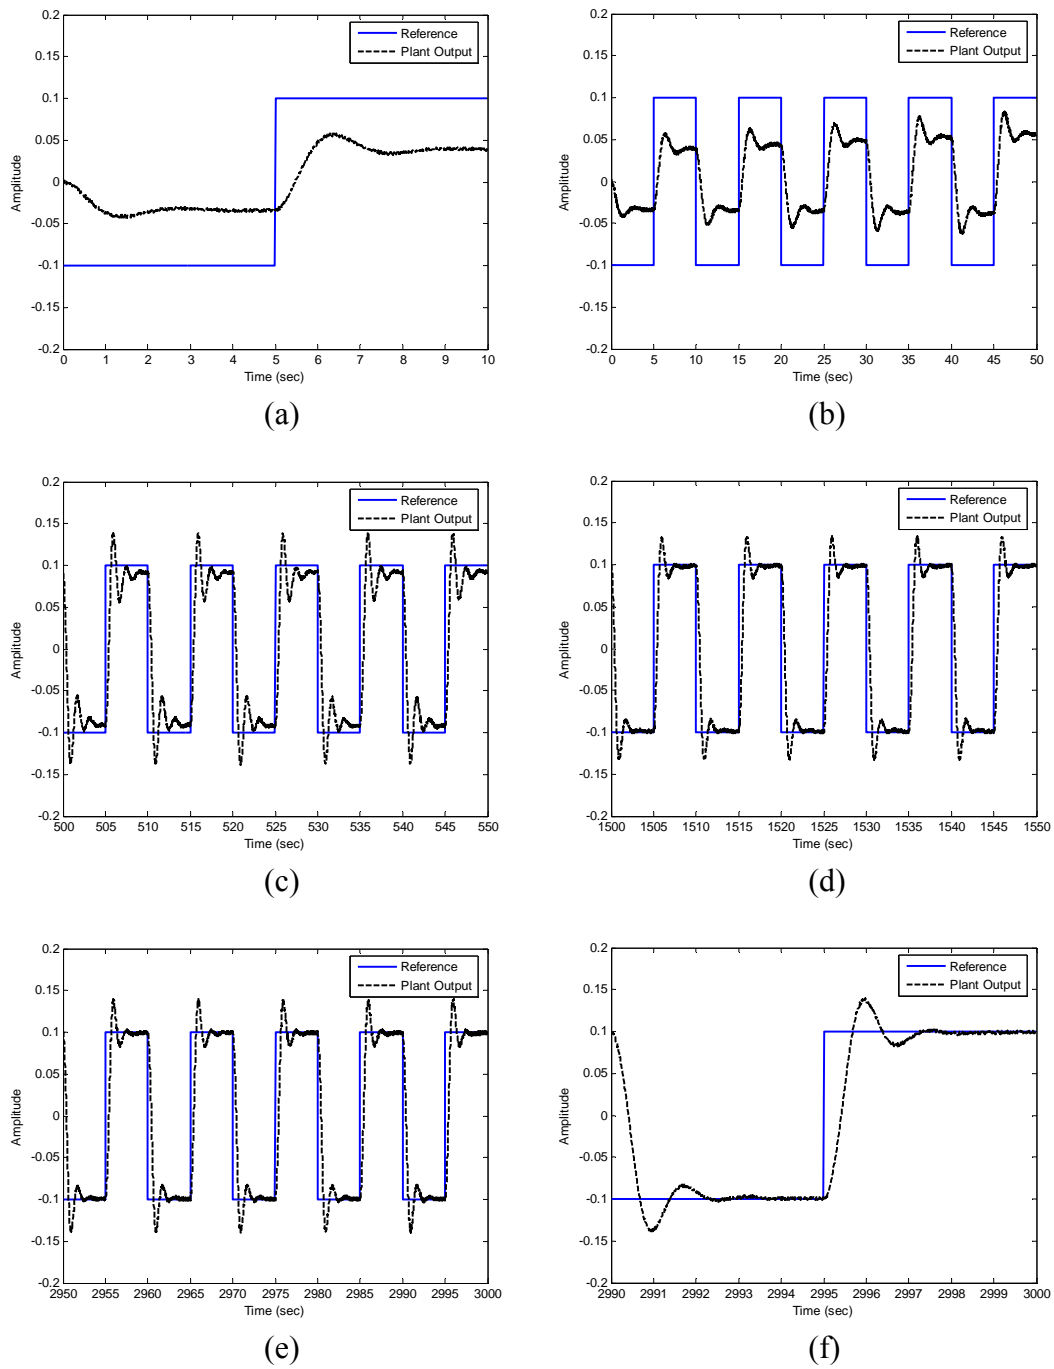 0.2
0.15
0.1
0.05
0
-0.05
-0.1
-0.15
-0.2
Amplitude
Reference
Plant Output
0 1 2 3 4 5 6 7 8 9 10
Time (sec)
(a)
0.2
0.15
0.1
0.05
0
-0.05
-0.1
-0.15
-0.2
Amplitude
Reference
Plant Output
0 5 10 15 20 25 30 35 40 45 50
Time (sec)
(b)
0.2
0.15
0.1
0.05
0
-0.05
-0.1
-0.15
-0.2
Amplitude
Reference
Plant Output
500 505 510 515 520 525 530 535 540 545 550
Time (sec)
(c)
0.2
0.15
0.1
0.05
0
-0.05
-0.1
-0.15
-0.2
Amplitude
Reference
Plant Output
1500 1505 1510 1515 1520 1525 1530 1535 1540 1545 1550
Time (sec)
(d)
0.2
0.15
0.1
0.05
0
-0.05
-0.1
-0.15
-0.2
Amplitude
Reference
Plant Output
2950 2955 2960 2965 2970 2975 2980 2985 2990 2995 3000
Time (sec)
(e)
0.2
0.15
0.1
0.05
0
-0.05
-0.1
-0.15
-0.2
Amplitude
Reference
Plant Output
2990 2991 2992 2993 2994 2995 2996 2997 2998 2999 3000
Time (sec)
(f)